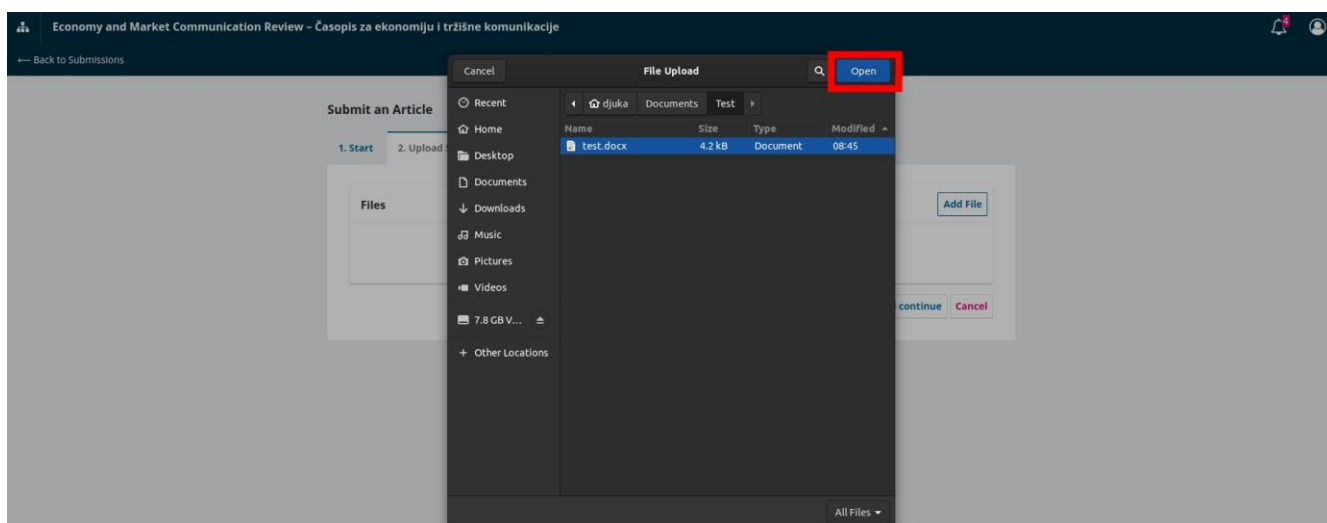 Economy and Market Communication Review – Časopis za ekonomiju i tržišne komunikacije
4
← Back to Submissions
Cancel
File Upload
Open
Submit an Article
1. Start
2. Upload
Files
Add File
continue
Cancel
Recent
Home
Desktop
Documents
Downloads
Music
Pictures
Videos
7.8 GB V...
+ Other Locations
djuka
Documents
Test
Name
Size
Type
Modified
test.docx
4.2 kB
Document
08:45
All Files